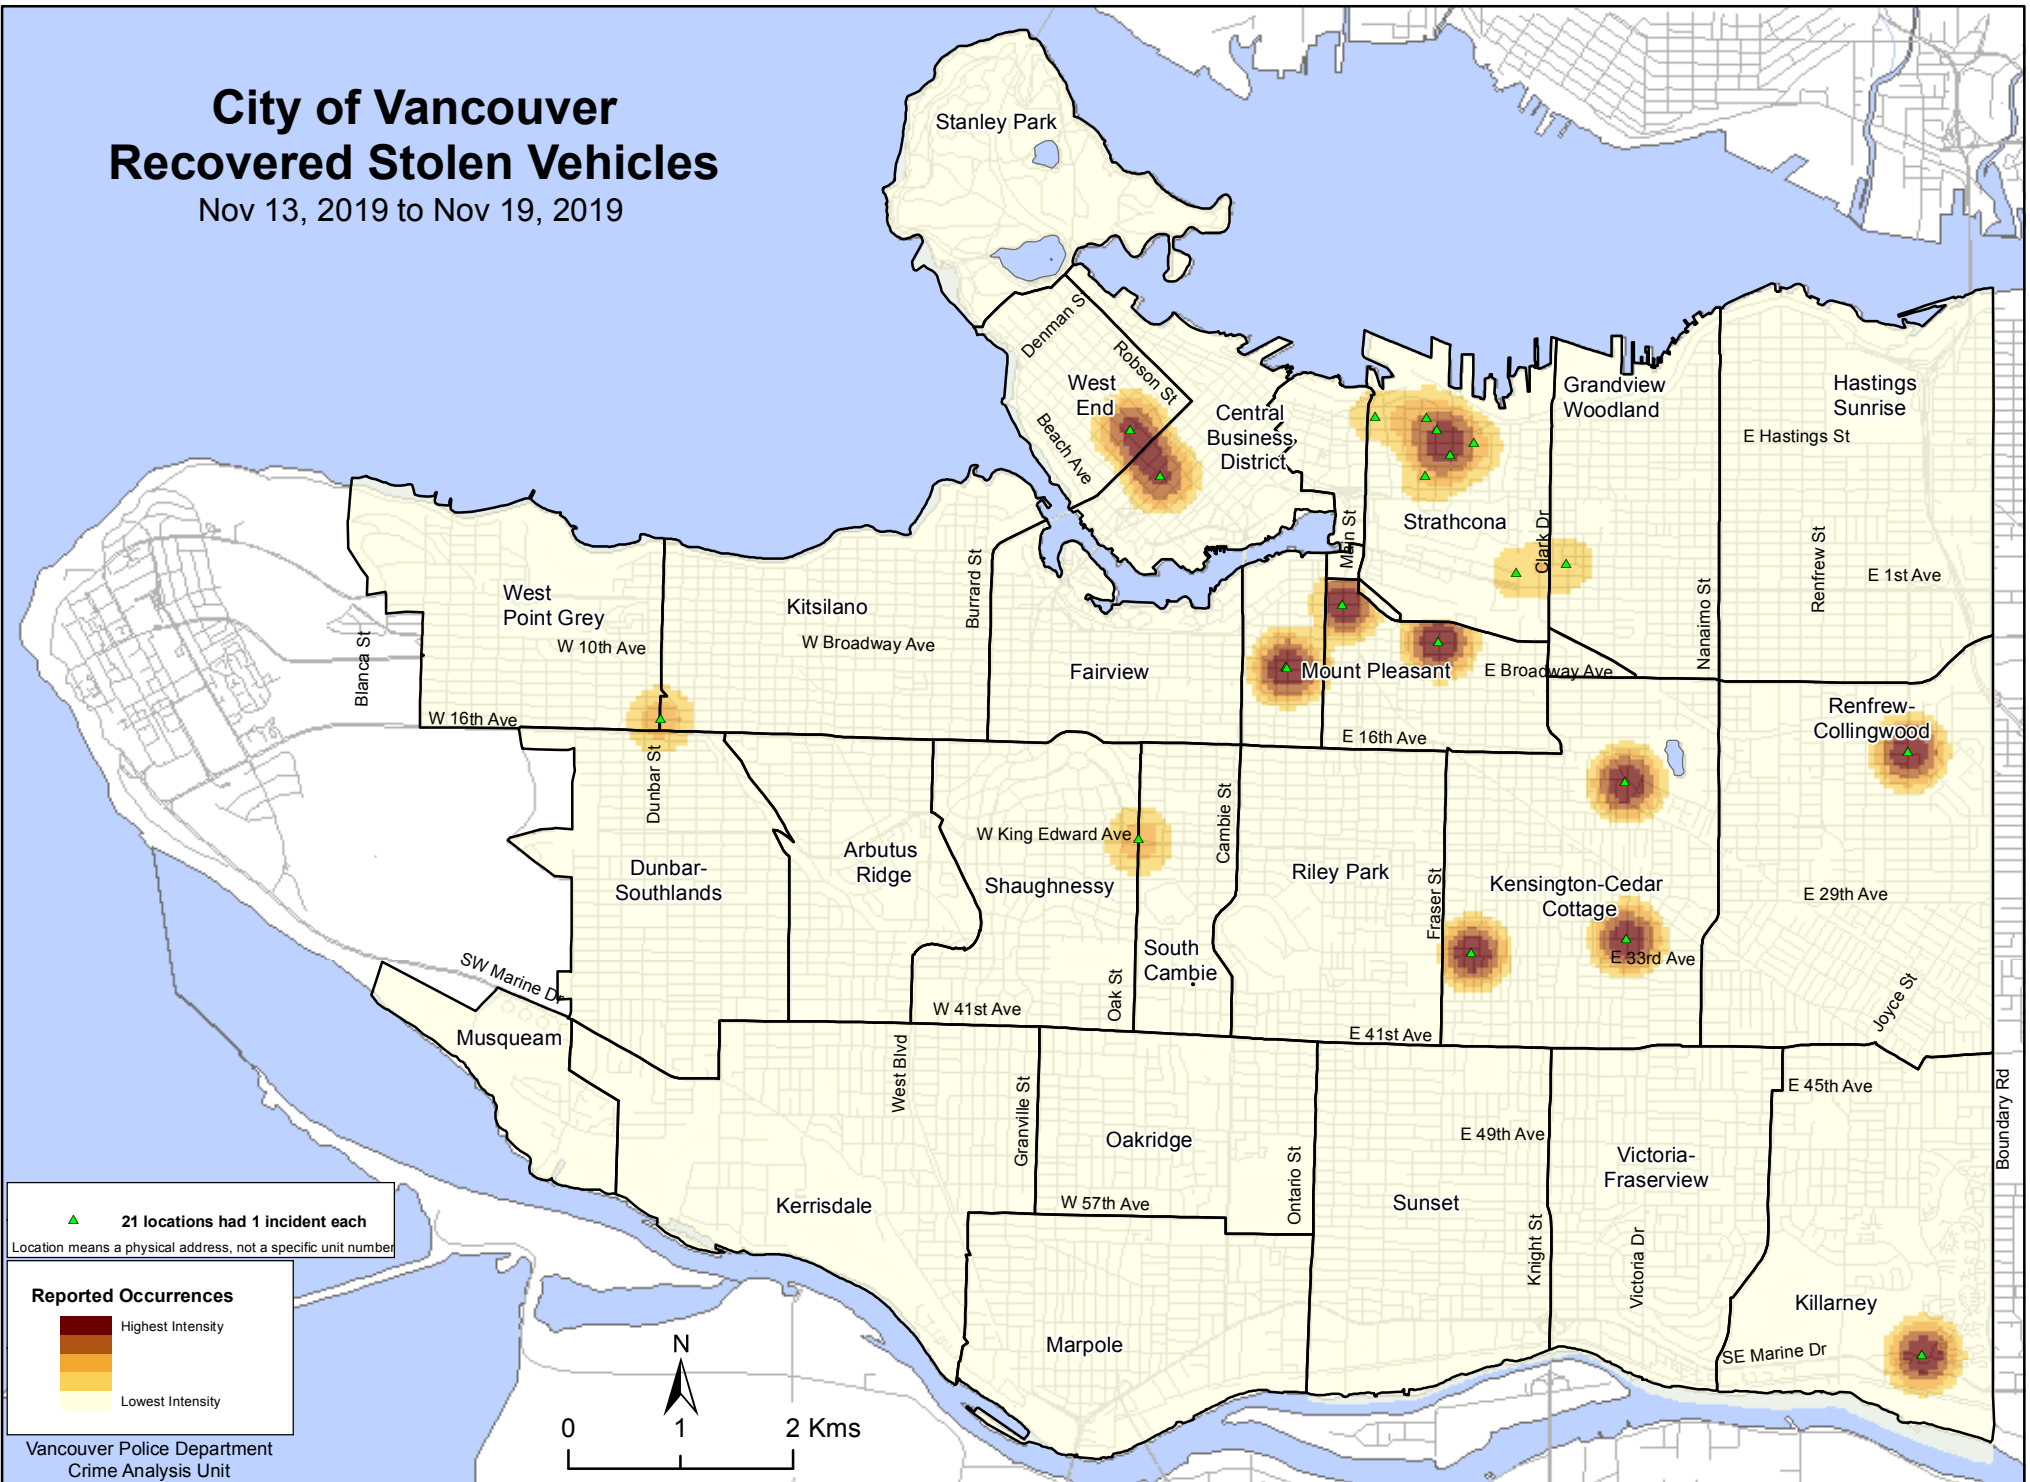 City of Vancouver
Recovered Stolen Vehicles
Nov 13, 2019 to Nov 19, 2019
Stanley Park
Denman S
Robson St
West
End
Beach Ave
Central
Business
District
Grandview
Woodland
Hastings
Sunrise
E Hastings St
Strathcona
Main St
Clark Dr
Nanaimo St
Renfrew St
E 1st Ave
West
Point Grey
W 10th Ave
Blanca St
W 16th Ave
Kitsilano
W Broadway Ave
Burrard St
Fairview
Mount Pleasant
E Broadway Ave
E 16th Ave
Renfrew-
Collingwood
Dunbar St
Dunbar-
Southlands
Arbutus
Ridge
W King Edward Ave
Shaughnessy
Cambie St
Riley Park
Fraser St
Kensington-Cedar
Cottage
E 29th Ave
E 33rd Ave
South
Cambie
Oak St
W 41st Ave
E 41st Ave
Joyce St
SW Marine Dr
Musqueam
West Blvd
Granville St
Oakridge
Ontario St
E 49th Ave
E 45th Ave
Boundary Rd
Victoria-
Fraserview
Kerrisdale
W 57th Ave
Sunset
Knight St
Victoria Dr
Killarney
SE Marine Dr
Marpole
21 locations had 1 incident each
Location means a physical address, not a specific unit number
Reported Occurrences
Highest Intensity
Lowest Intensity
Vancouver Police Department
Crime Analysis Unit
N
0 1 2 Kms